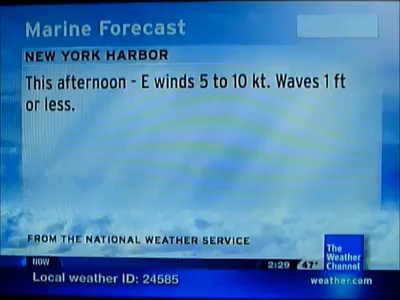 Marine Forecast
NEW YORK HARBOR
This afternoon - E winds 5 to 10 kt. Waves 1 ft
or less.
FROM THE NATIONAL WEATHER SERVICE
The
Weather
Channel
NOW
2:29 47°
Local weather ID: 24585
weather.com